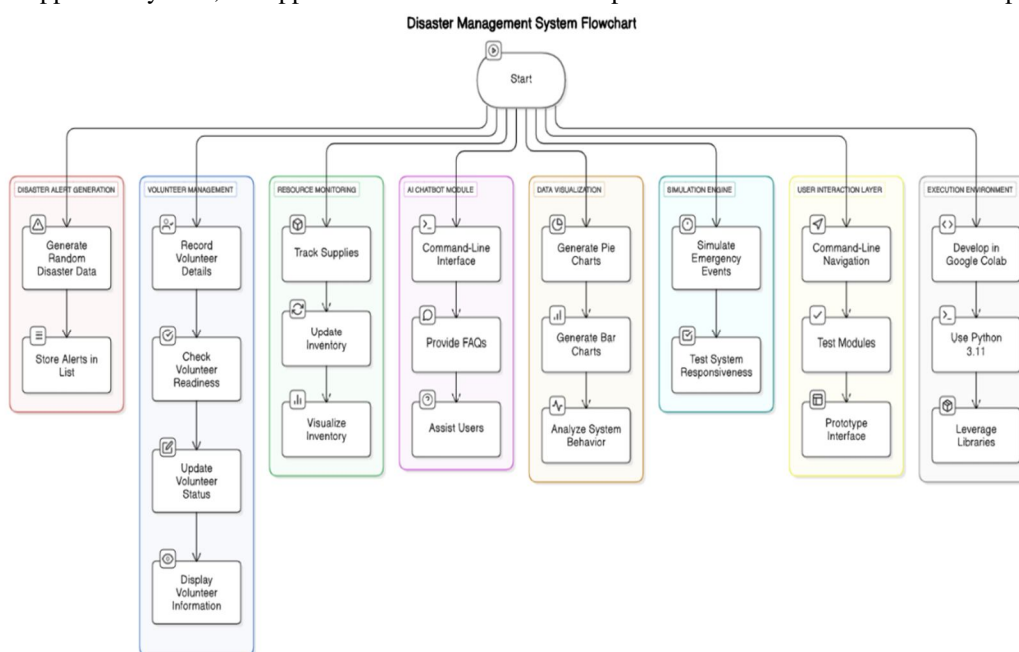 Disaster Management System Flowchart
Start
DISASTER ALERT GENERATION
Generate
Random
Disaster Data
Store Alerts in
List
VOLUNTEER MANAGEMENT
Record
Volunteer
Details
Check
Volunteer
Readiness
Update
Volunteer
Status
Display
Volunteer
Information
RESOURCE MONITORING
Track Supplies
Update
Inventory
Visualize
Inventory
AI CHATBOT MODULE
Command-Line
Interface
Provide FAQs
Assist Users
DATA VISUALIZATION
Generate Pie
Charts
Generate Bar
Charts
Analyze System
Behavior
SIMULATION ENGINE
Simulate
Emergency
Events
Test System
Responsiveness
USER INTERACTION LAYER
Command-Line
Navigation
Test Modules
Prototype
Interface
EXECUTION ENVIRONMENT
Develop in
Google Colab
Use Python
3.11
Leverage
Libraries